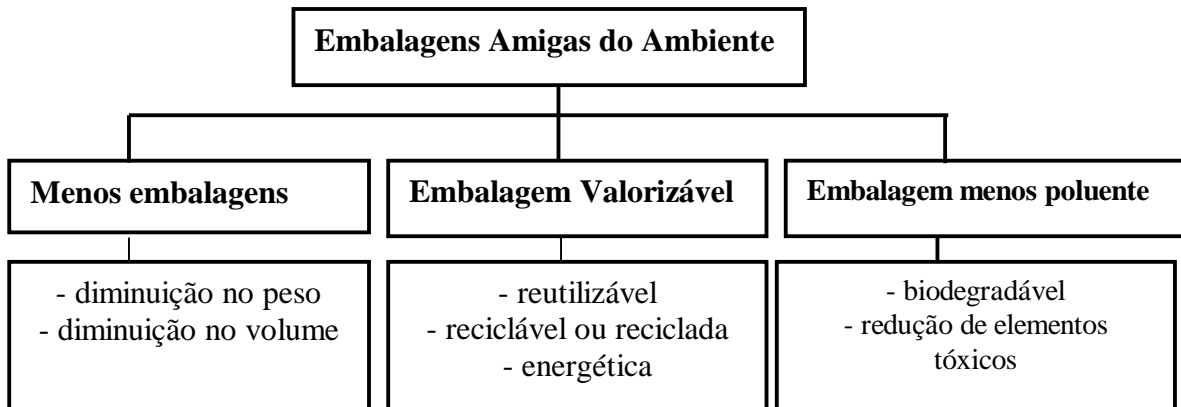 Embalagens Amigas do Ambiente
Menos embalagens
Embalagem Valorizável
Embalagem menos poluente
- diminuição no peso
- diminuição no volume
- reutilizável
- reciclável ou reciclada
- energética
- biodegradável
- redução de elementos
tóxicos